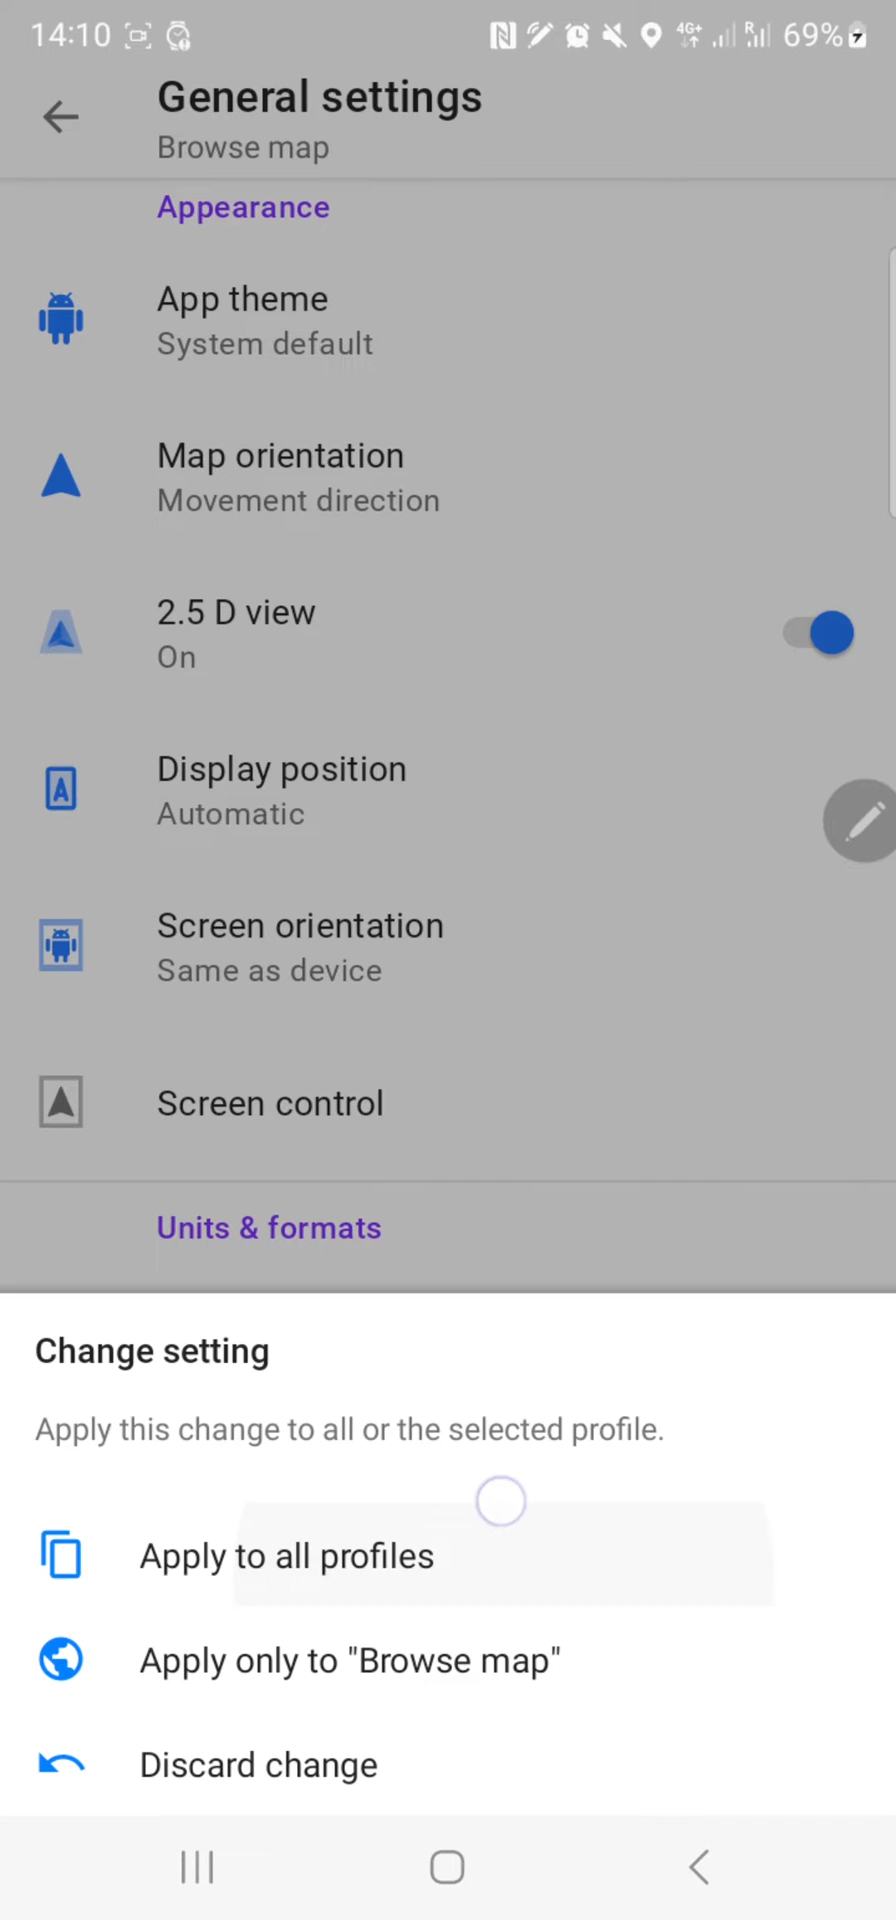 14:10
4G+
R
69%
General settings
Browse map
Appearance
App theme
System default
Map orientation
Movement direction
2.5 D view
On
Display position
Automatic
Screen orientation
Same as device
Screen control
Units & formats
Change setting
Apply this change to all or the selected profile.
Apply to all profiles
Apply only to "Browse map"
Discard change